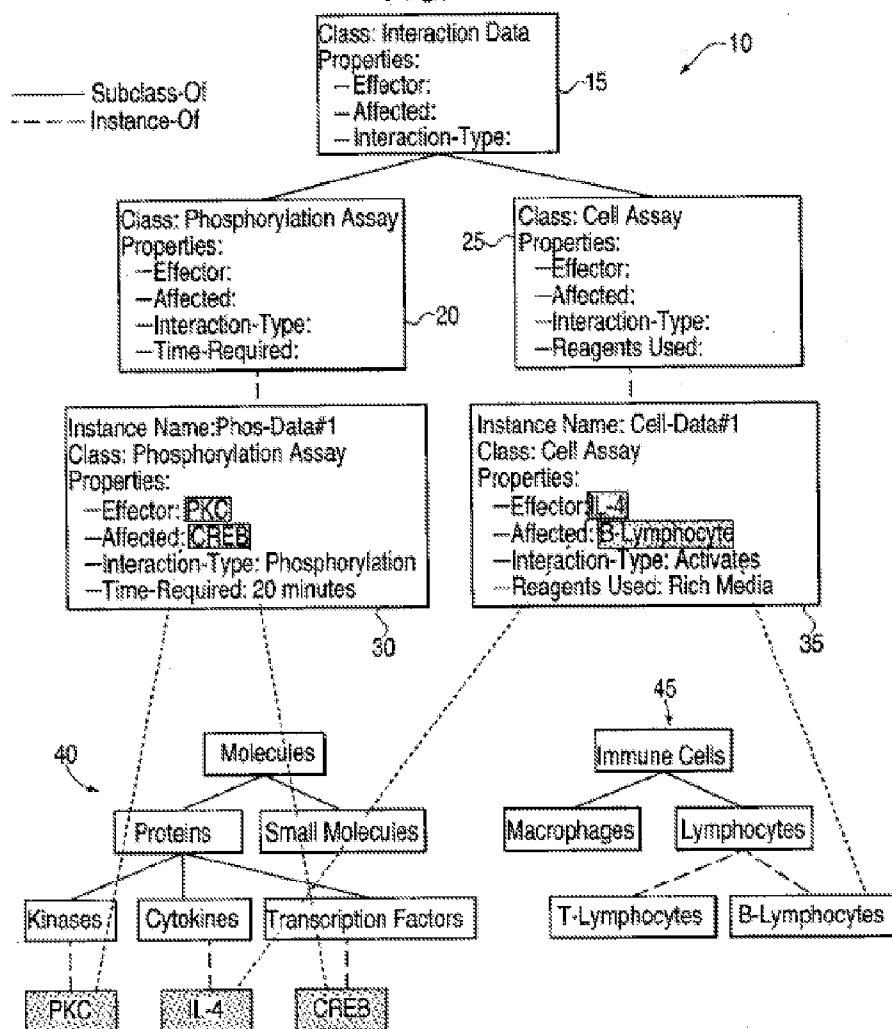 Class: Interaction Data
Properties:
—Effector:
—Affected:
—Interaction-Type:
10
15
Subclass-Of
Instance-Of
Class: Phosphorylation Assay
Properties:
—Effector:
—Affected:
—Interaction-Type:
—Time-Required:
20
Class: Cell Assay
25
Properties:
—Effector:
—Affected:
—Interaction-Type:
—Reagents Used:
Instance Name:Phos-Data#1
Class: Phosphorylation Assay
Properties:
—Effector: PKC
—Affected: CREB
—Interaction-Type: Phosphorylation
—Time-Required: 20 minutes
30
Instance Name: Cell-Data#1
Class: Cell Assay
Properties:
—Effector: IL-4
—Affected: B-Lymphocyte
—Interaction-Type: Activates
—Reagents Used: Rich Media
35
40
Molecules
Proteins
Small Molecules
Kinases
Cytokines
Transcription Factors
PKC
IL-4
CREB
45
Immune Cells
Macrophages
Lymphocytes
T-Lymphocytes
B-Lymphocytes